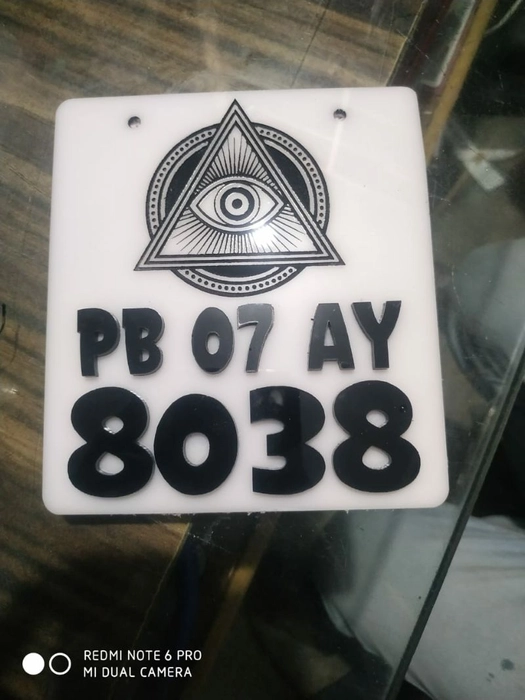 PB 07 AY
8038
REDMI NOTE 6 PRO
MI DUAL CAMERA